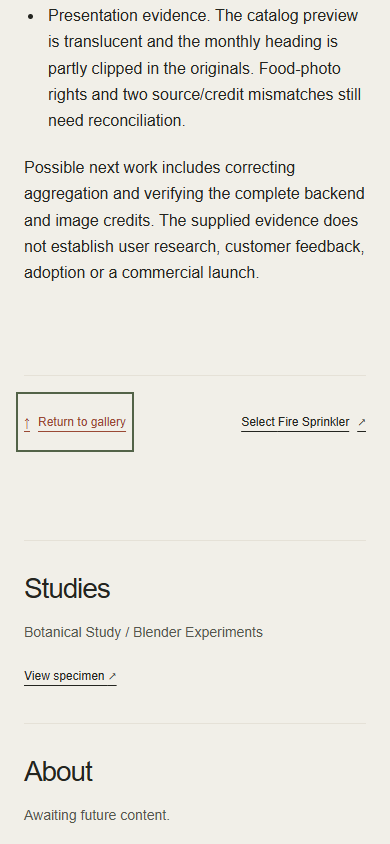 • Presentation evidence. The catalog preview
is translucent and the monthly heading is
partly clipped in the originals. Food-photo
rights and two source/credit mismatches still
need reconciliation.
Possible next work includes correcting
aggregation and verifying the complete backend
and image credits. The supplied evidence does
not establish user research, customer feedback,
adoption or a commercial launch.
↑ Return to gallery
Select Fire Sprinkler ↗
Studies
Botanical Study / Blender Experiments
View specimen ↗
About
Awaiting future content.